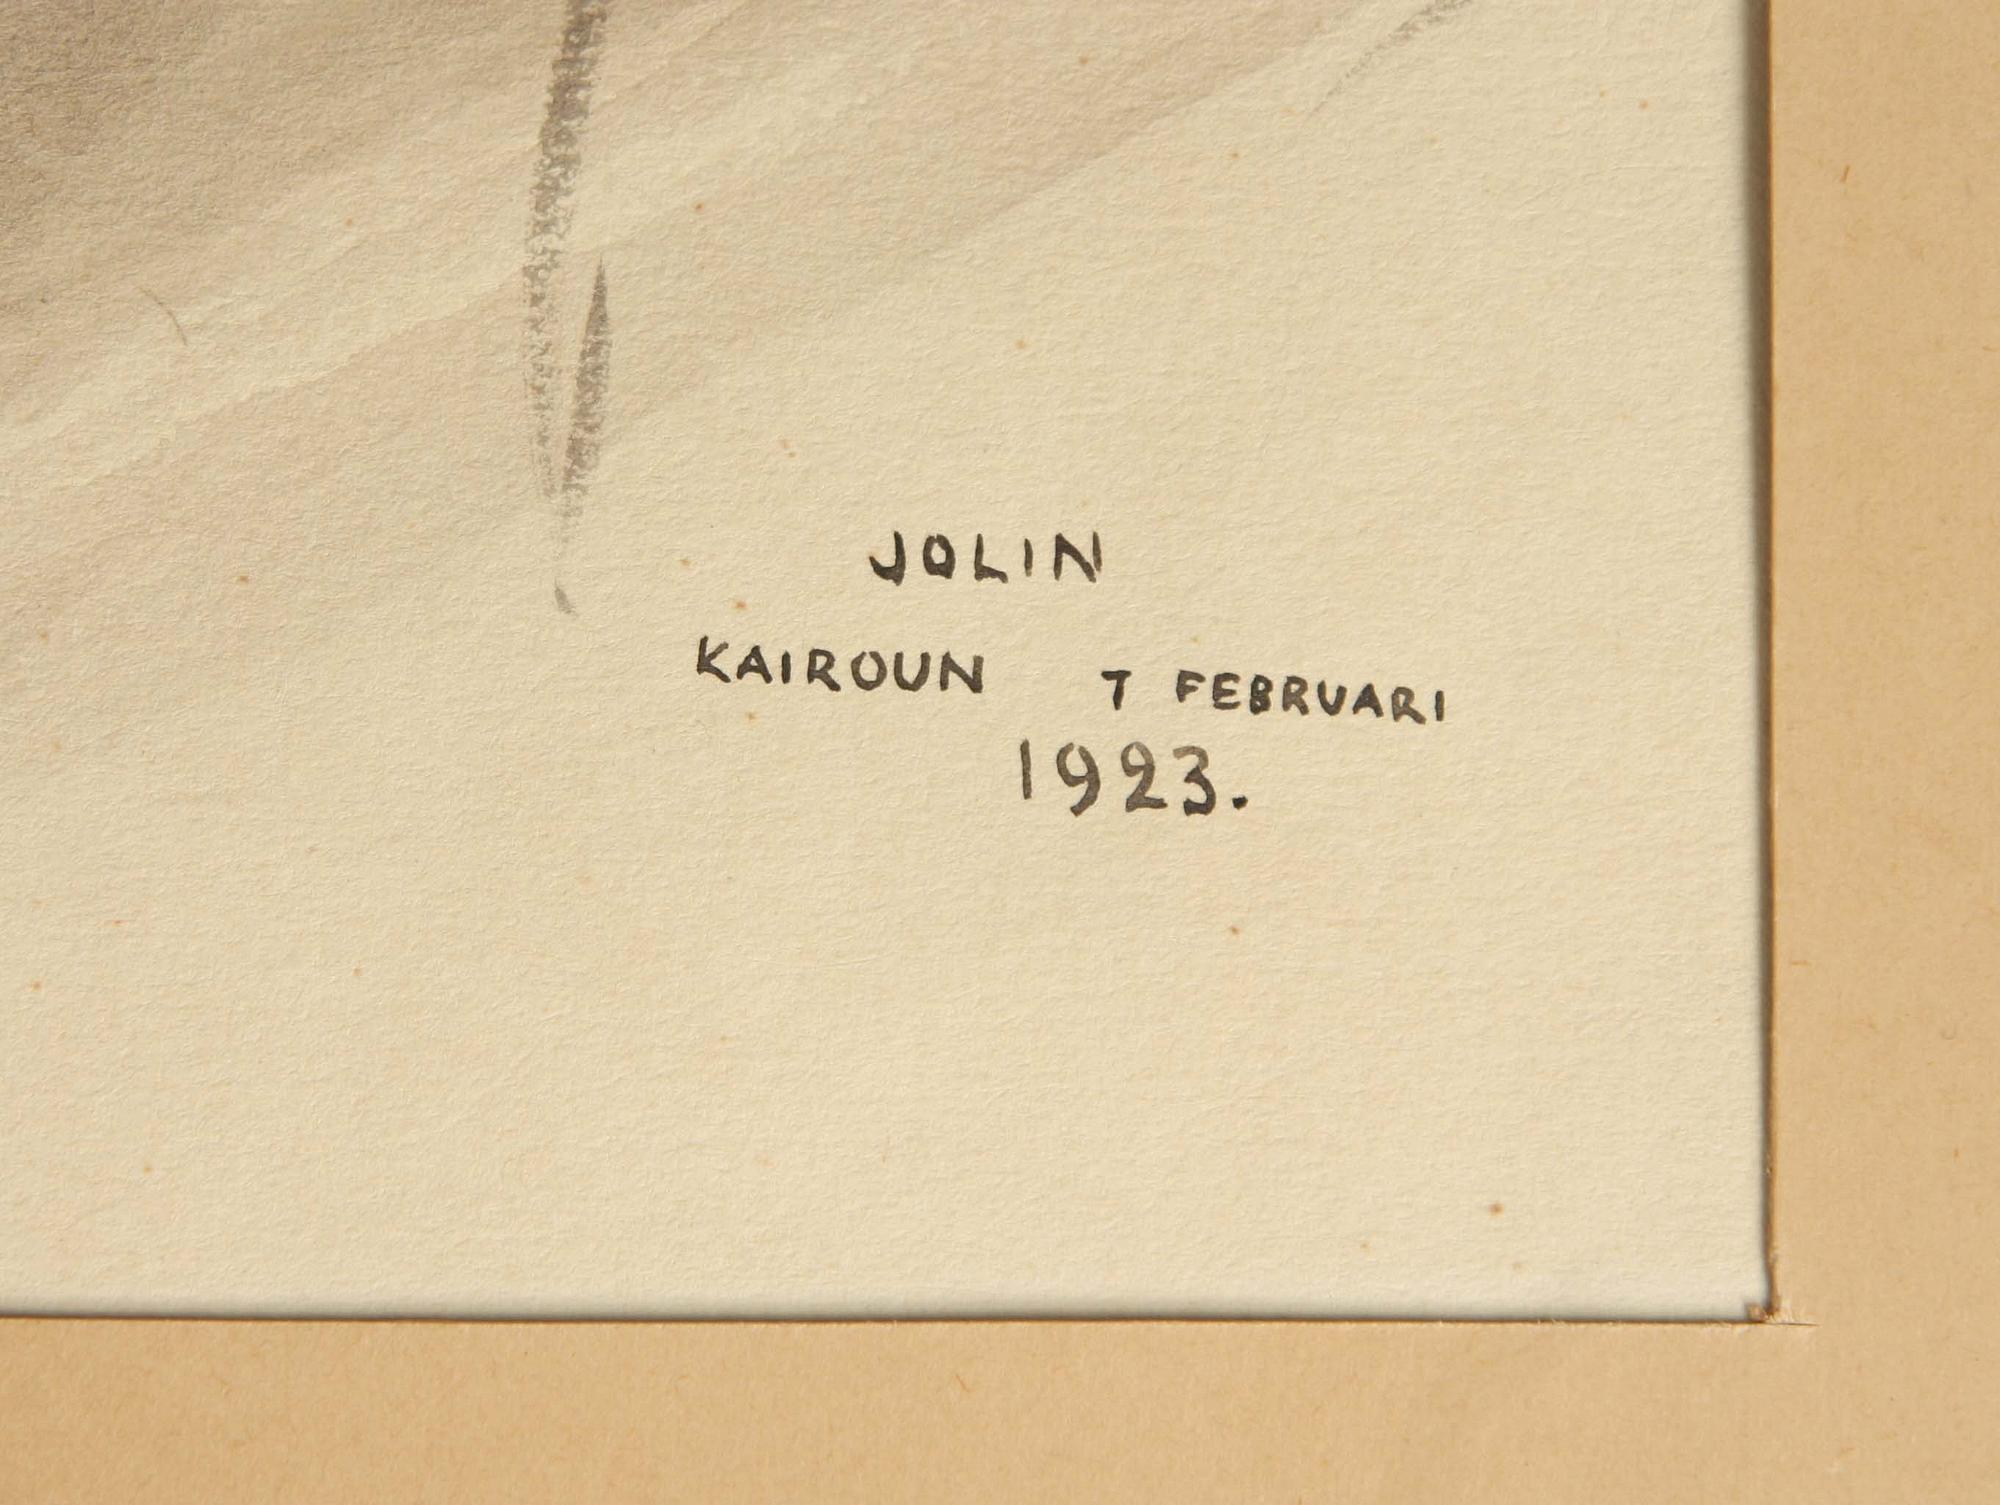 JOLIN
KAIROUN 7 FEBRUARI
1923.